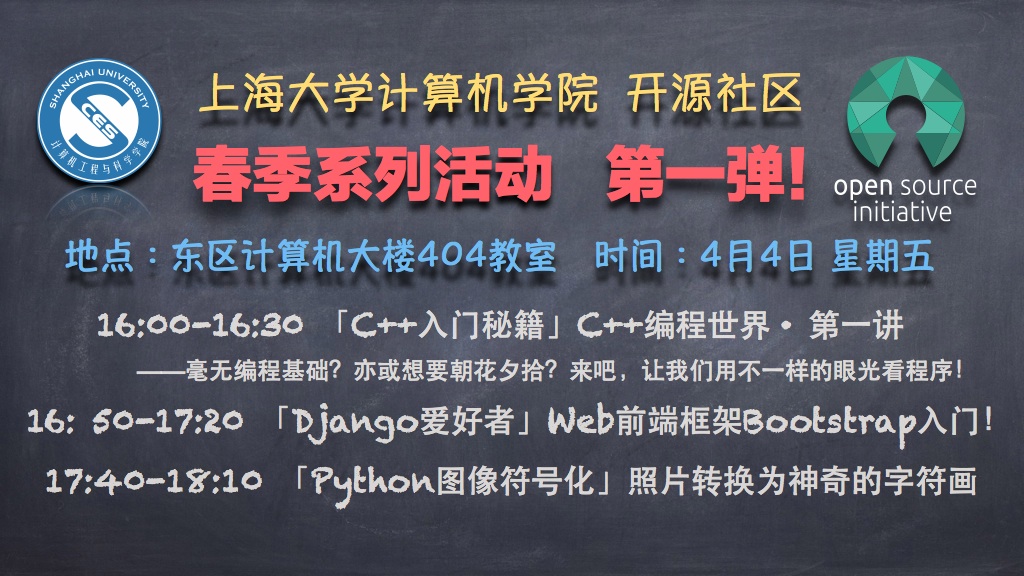 SHANGHAI UNIVERSITY
CES
计算机工程与科学学院
上海大学计算机学院 开源社区
春季系列活动 第一弹!
open source
initiative
地点：东区计算机大楼404教室 时间：4月4日 星期五
16:00-16:30 「C++入门秘籍」C++编程世界· 第一讲
——毫无编程基础？亦或想要朝花夕拾？来吧，让我们用不一样的眼光看程序！
16: 50-17:20 「Django爱好者」Web前端框架Bootstrap入门！
17:40-18:10 「Python图像符号化」照片转换为神奇的字符画